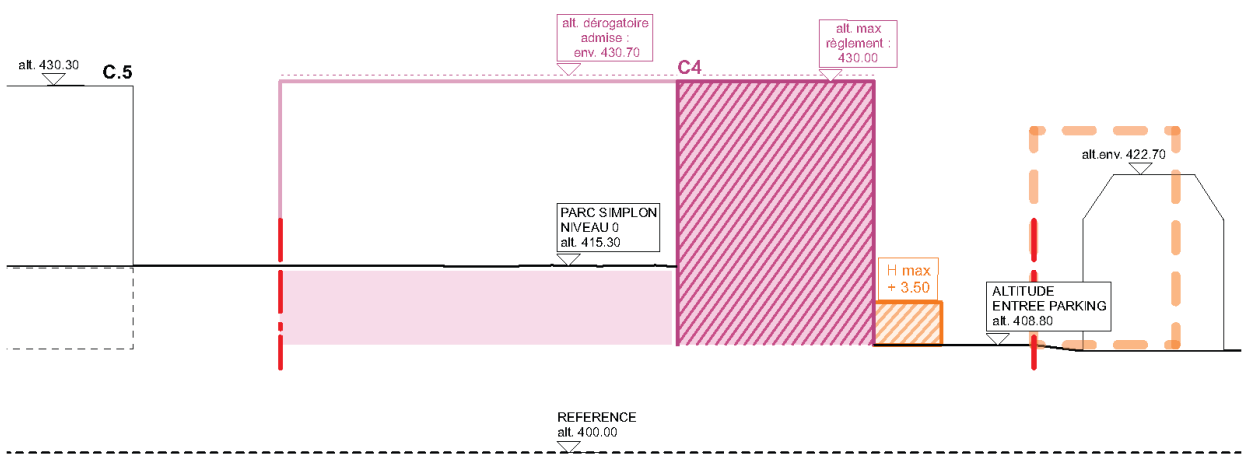 alt. dérogatoire
admise :
env. 430.70
alt. max
règlement :
430.00
alt. 430.30
C.5
C4
alt.env. 422.70
PARC SIMPLON
NIVEAU 0
alt. 415.30
H max
+ 3.50
ALTITUDE
ENTREE PARKING
alt. 408.80
REFERENCE
alt. 400.00